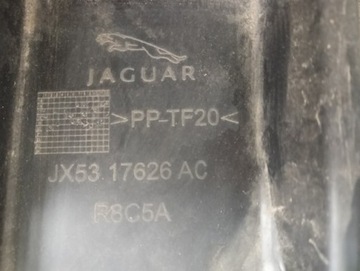 JAGUAR
>PP-TF20<
JX53 17626 AC
R8C5A